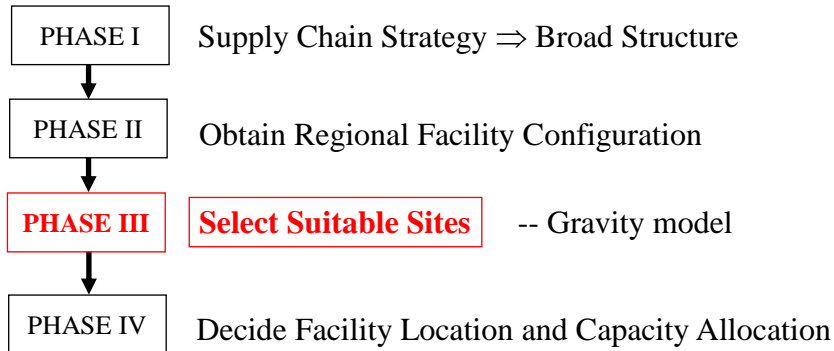 PHASE I Supply Chain Strategy ⇒ Broad Structure
PHASE II Obtain Regional Facility Configuration
PHASE III Select Suitable Sites -- Gravity model
PHASE IV Decide Facility Location and Capacity Allocation